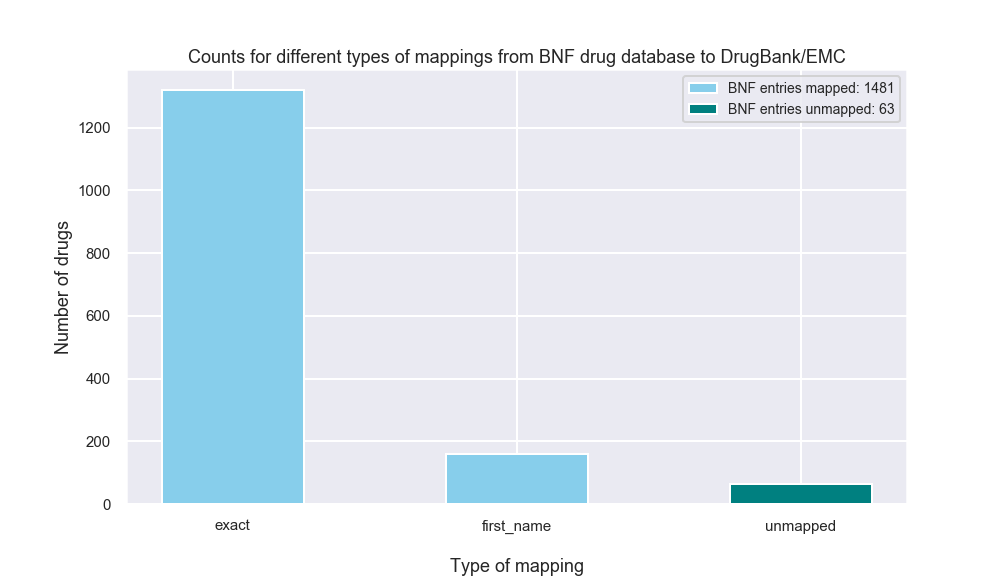 Counts for different types of mappings from BNF drug database to DrugBank/EMC
BNF entries mapped: 1481
BNF entries unmapped: 63
Number of drugs
1200
1000
800
600
400
200
0
exact
first_name
unmapped
Type of mapping